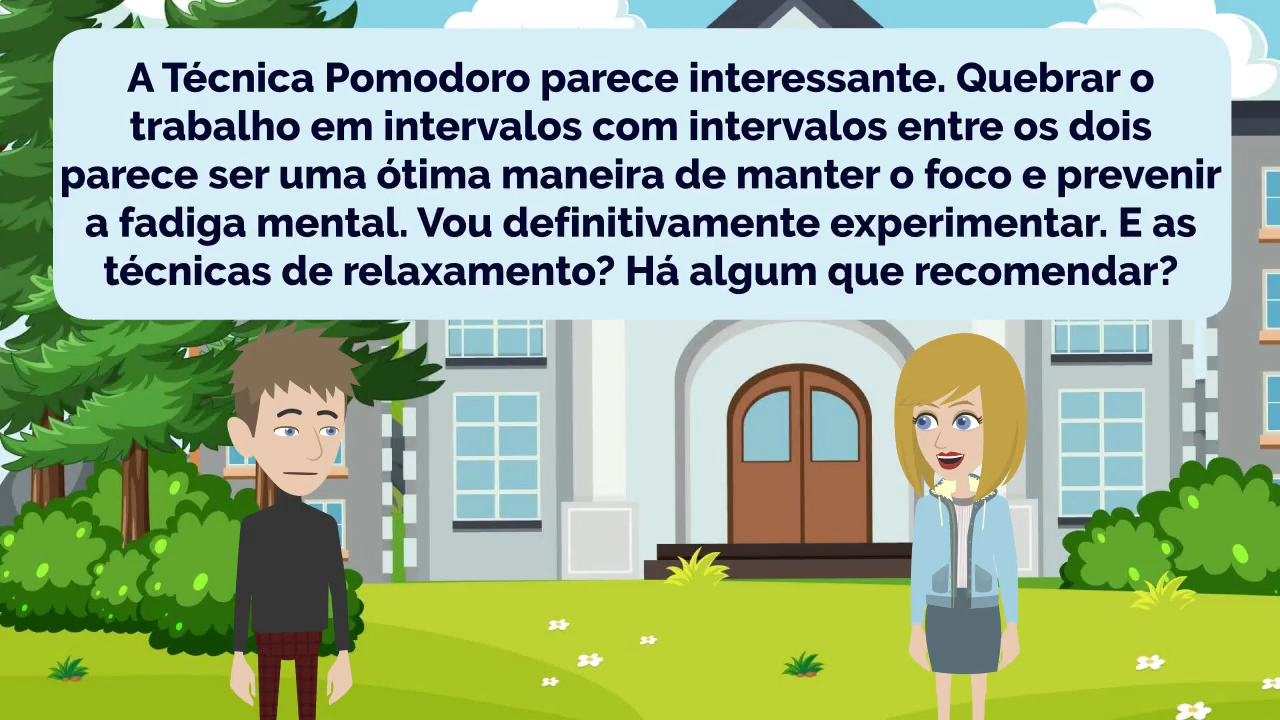 A Técnica Pomodoro parece interessante. Quebrar o
trabalho em intervalos com intervalos entre os dois
parece ser uma ótima maneira de manter o foco e prevenir
a fadiga mental. Vou definitivamente experimentar. E as
técnicas de relaxamento? Há algum que recomendar?